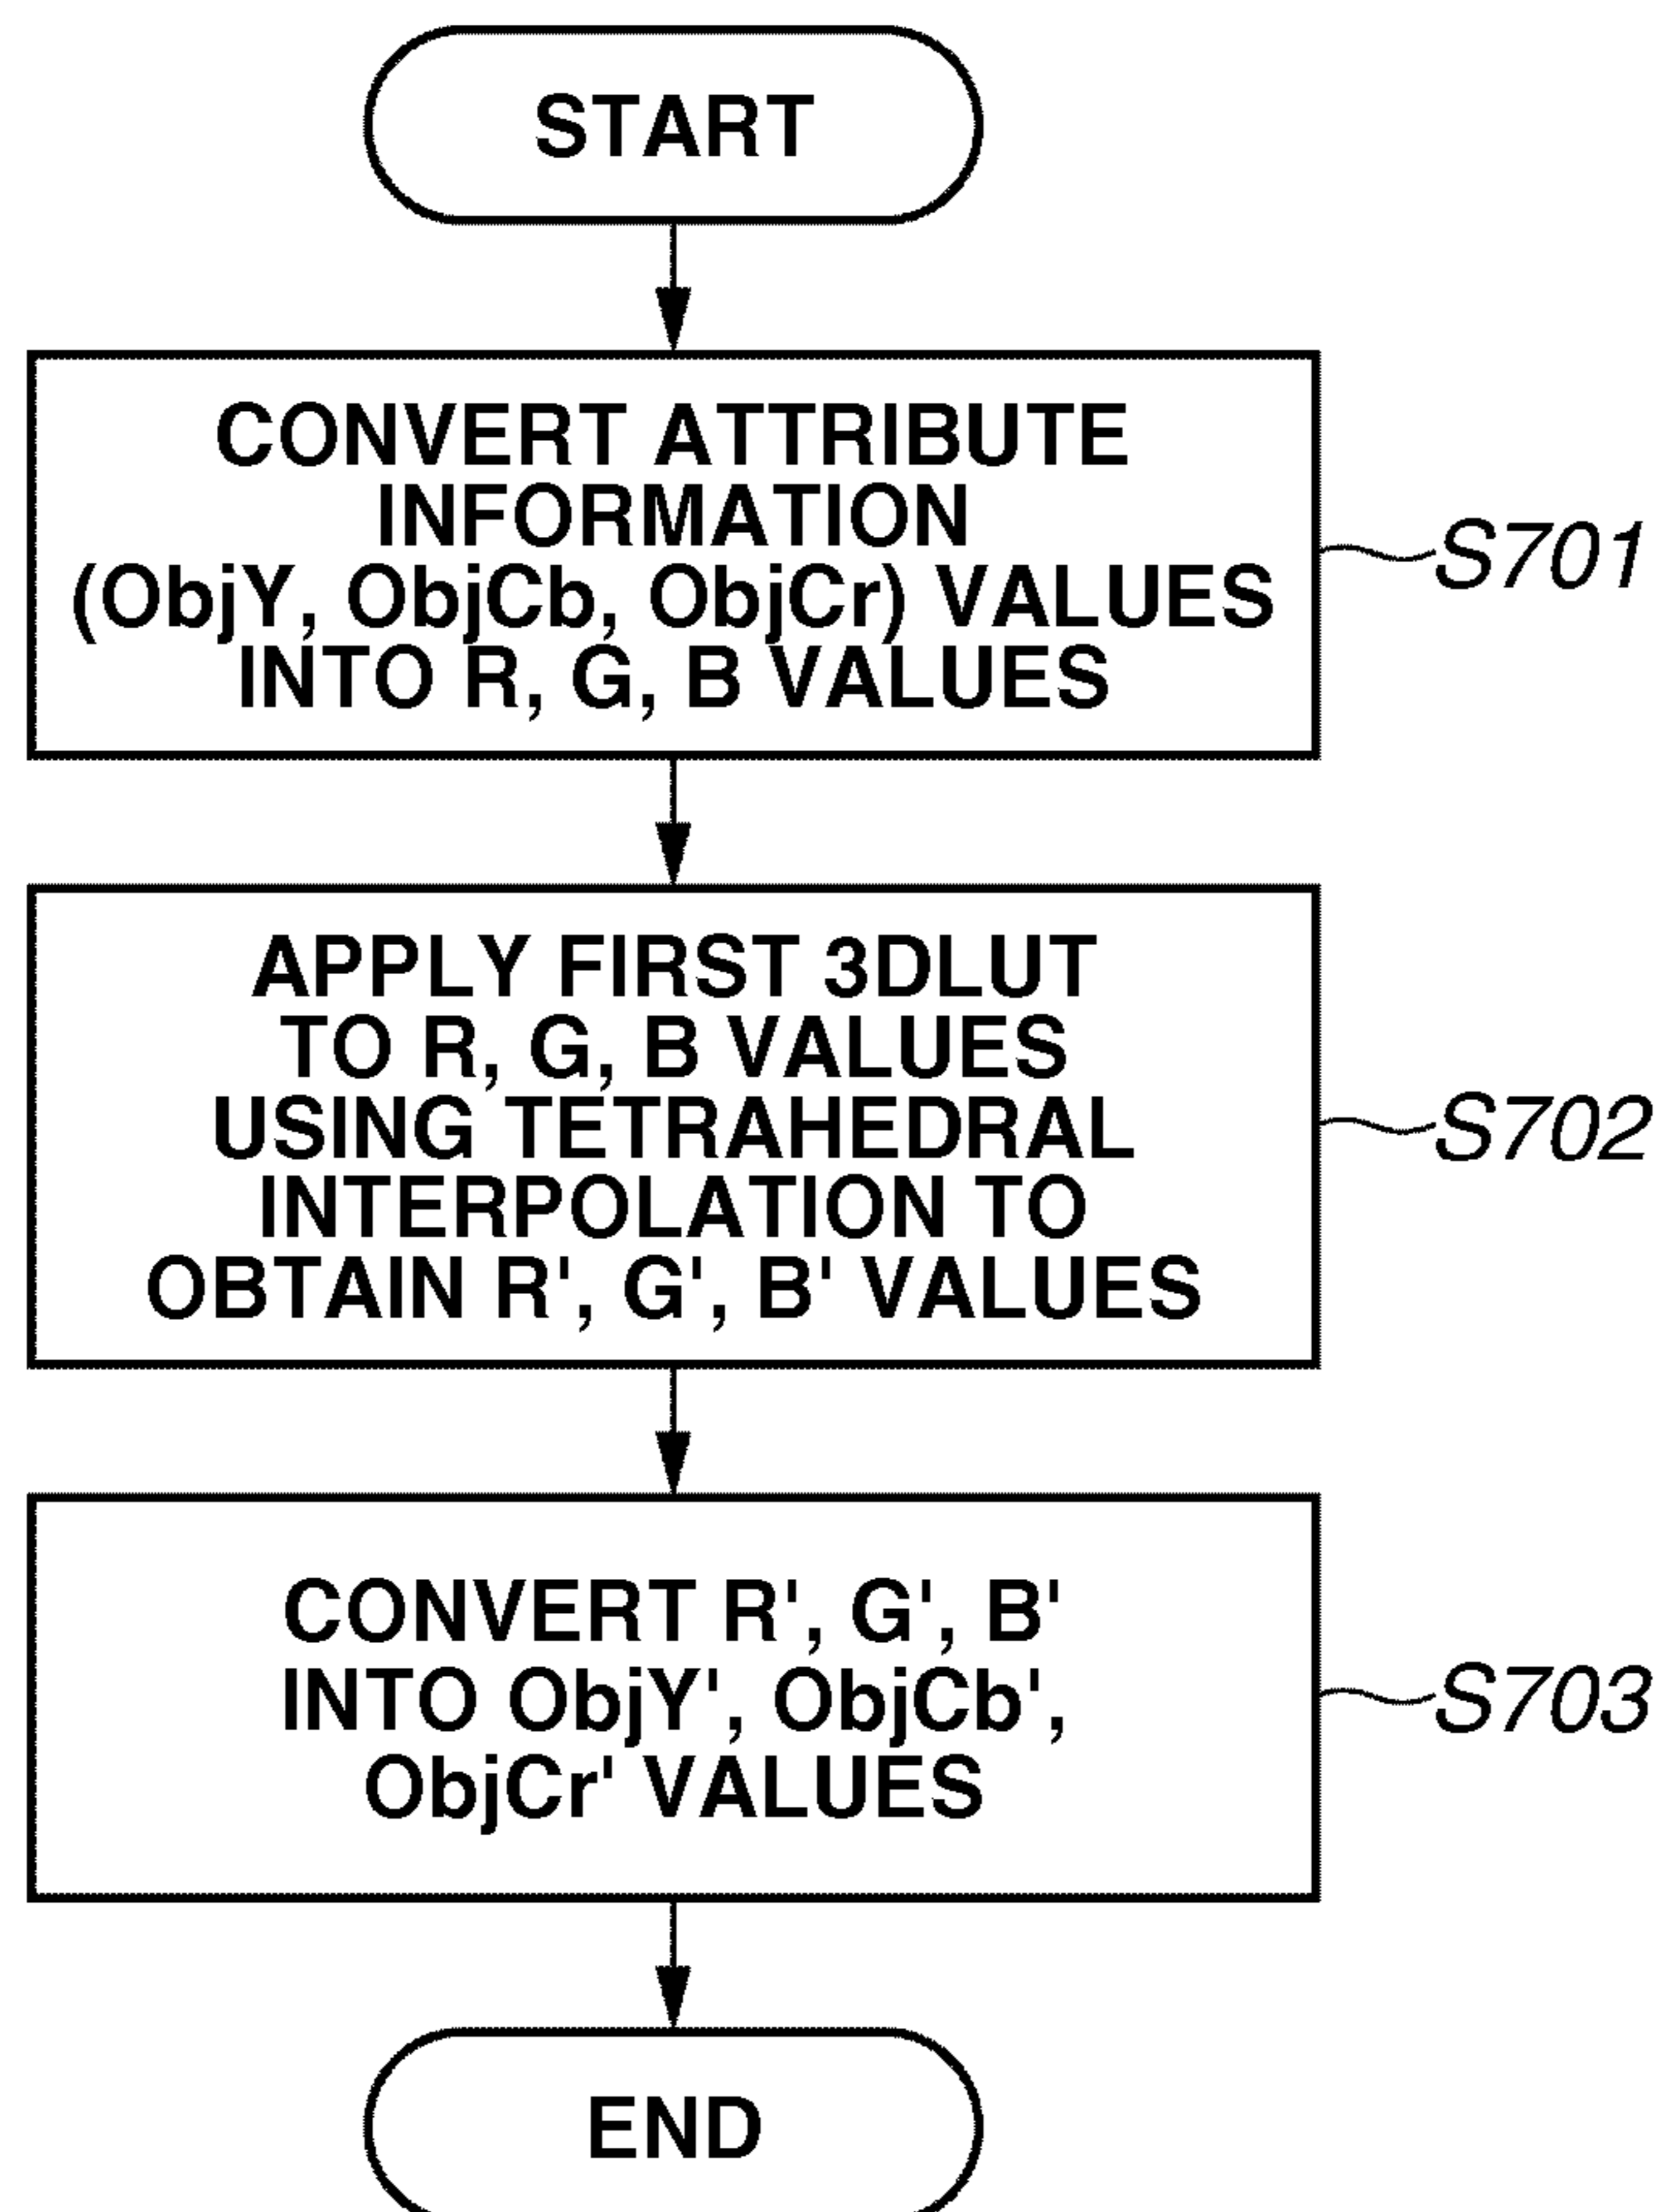 START
CONVERT ATTRIBUTE
INFORMATION
(ObjY, ObjCb, ObjCr) VALUES
INTO R, G, B VALUES
S701
APPLY FIRST 3DLUT
TO R, G, B VALUES
USING TETRAHEDRAL
INTERPOLATION TO
OBTAIN R', G', B' VALUES
S702
CONVERT R', G', B'
INTO ObjY', ObjCb',
ObjCr' VALUES
S703
END